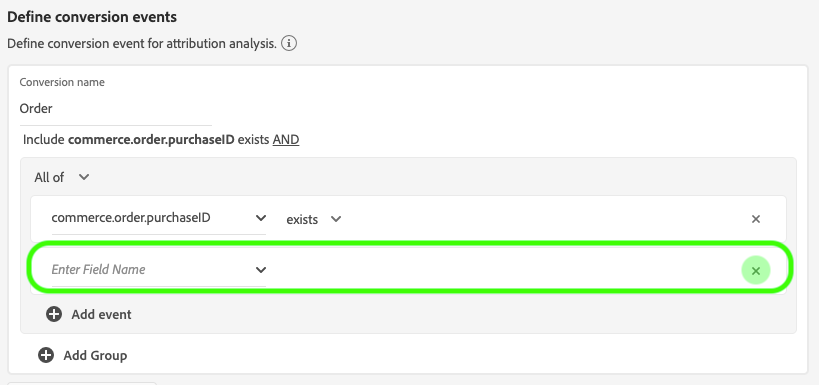 Define conversion events
Define conversion event for attribution analysis.
Conversion name
Order
Include commerce.order.purchaseID exists AND
All of
commerce.order.purchaseID exists
Enter Field Name
Add event
Add Group